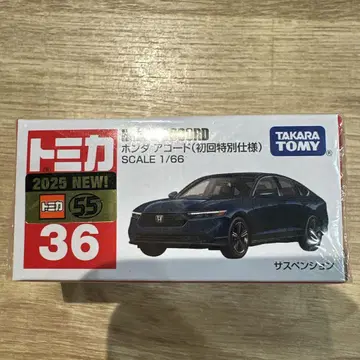 トミカ
2025 NEW!
トミカ 55
36
ACCORD
ホンダ アコード(初回特別仕様)
SCALE 1/66
TAKARA
TOMY
サスペンション